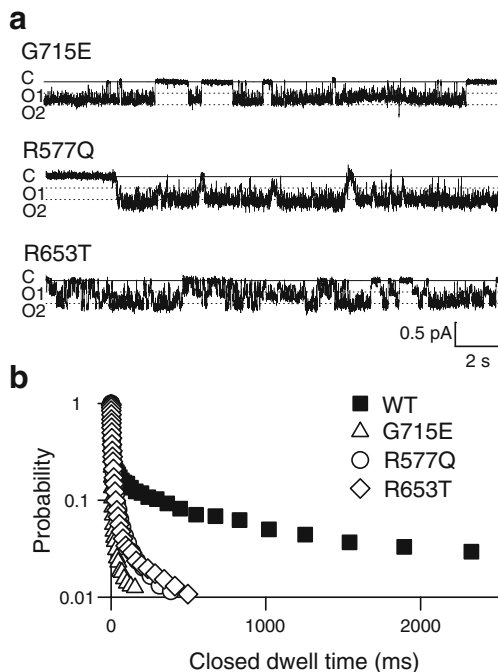 a
G715E
C
O1
O2
R577Q
C
O1
O2
R653T
C
O1
O2
0.5 pA
2 s
b
1
0.1
0.01
Probability
WT
G715E
R577Q
R653T
0
1000
2000
Closed dwell time (ms)